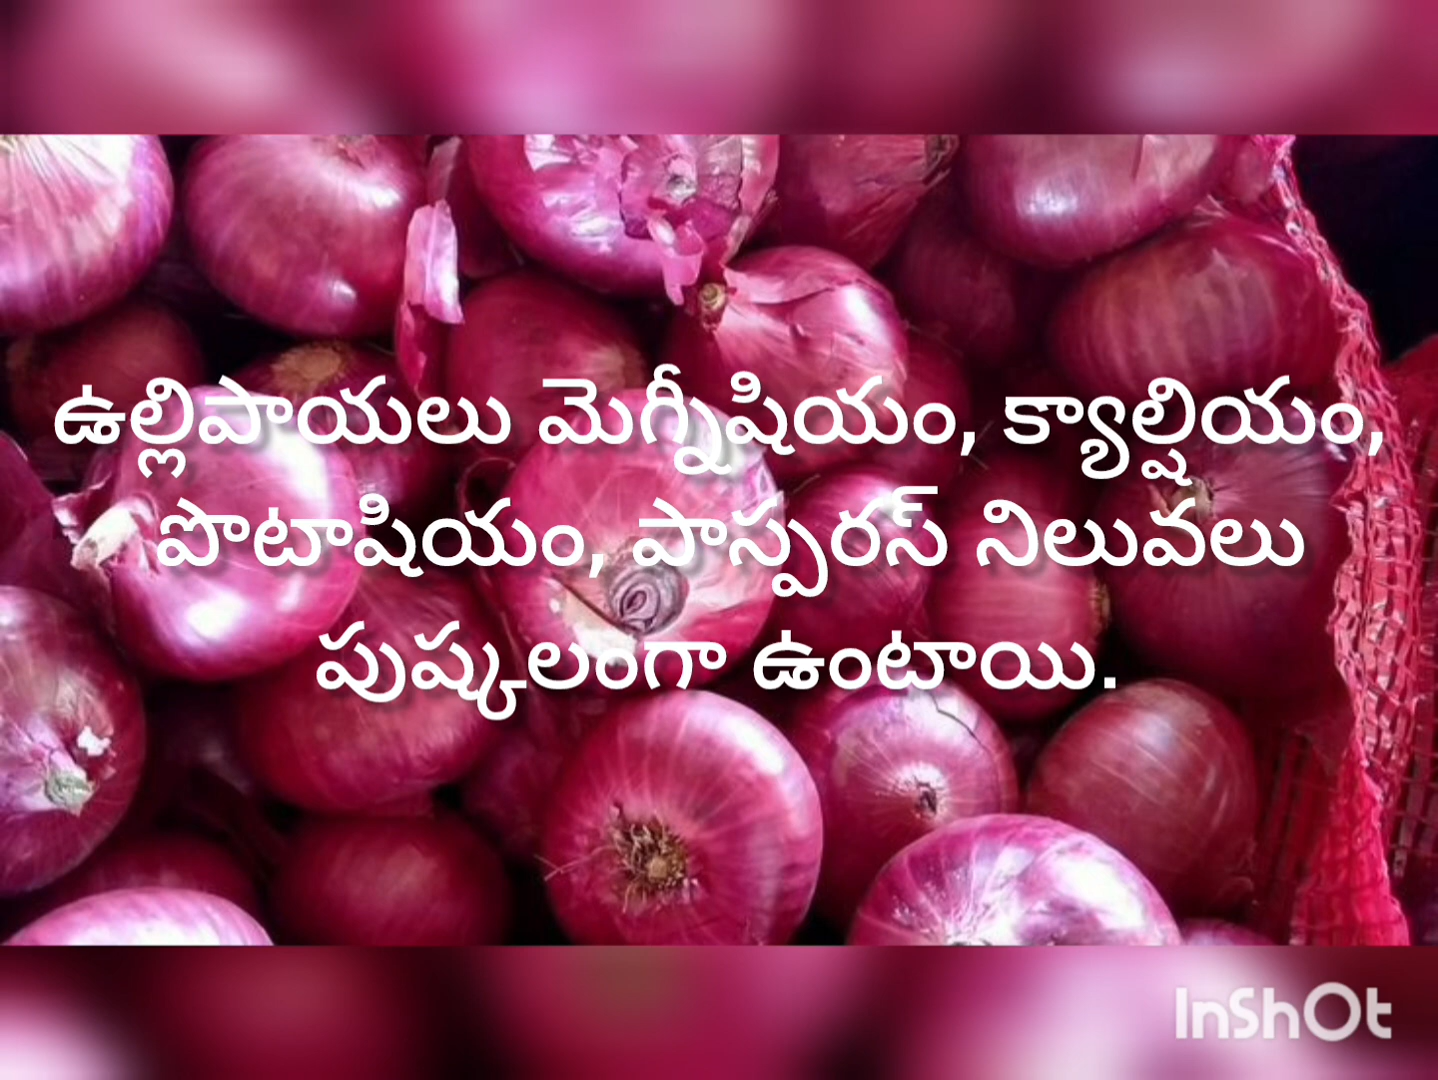 ఉల్లిపాయలు మెగ్నీషియం, క్యాల్షియం,
పొటాషియం, పాస్పరస్ నిలువలు
పుష్కలంగా ఉంటాయి.
InShOt